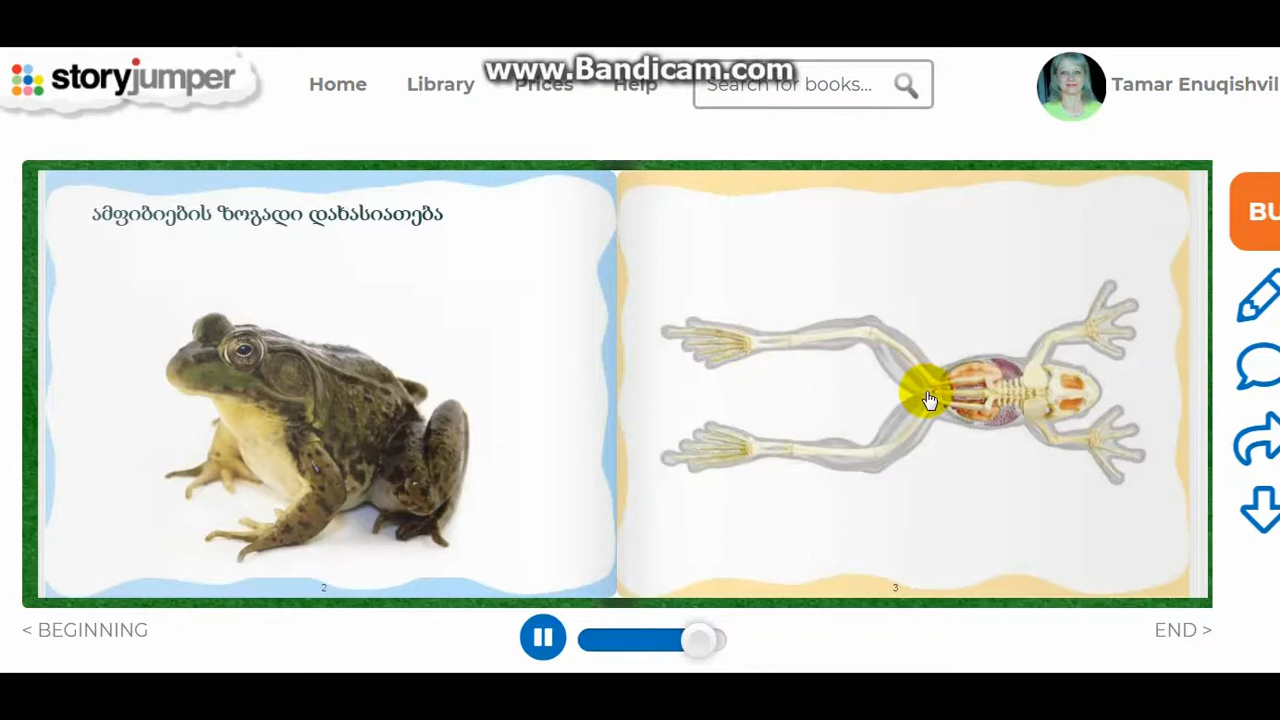 www.Bandicam.com
storyjumper
Home
Library
Prices
Help
Search for books...
Tamar Enuqishvil
BU
ამფიბიების ზოგადი დახასიათება
2
3
< BEGINNING
END >